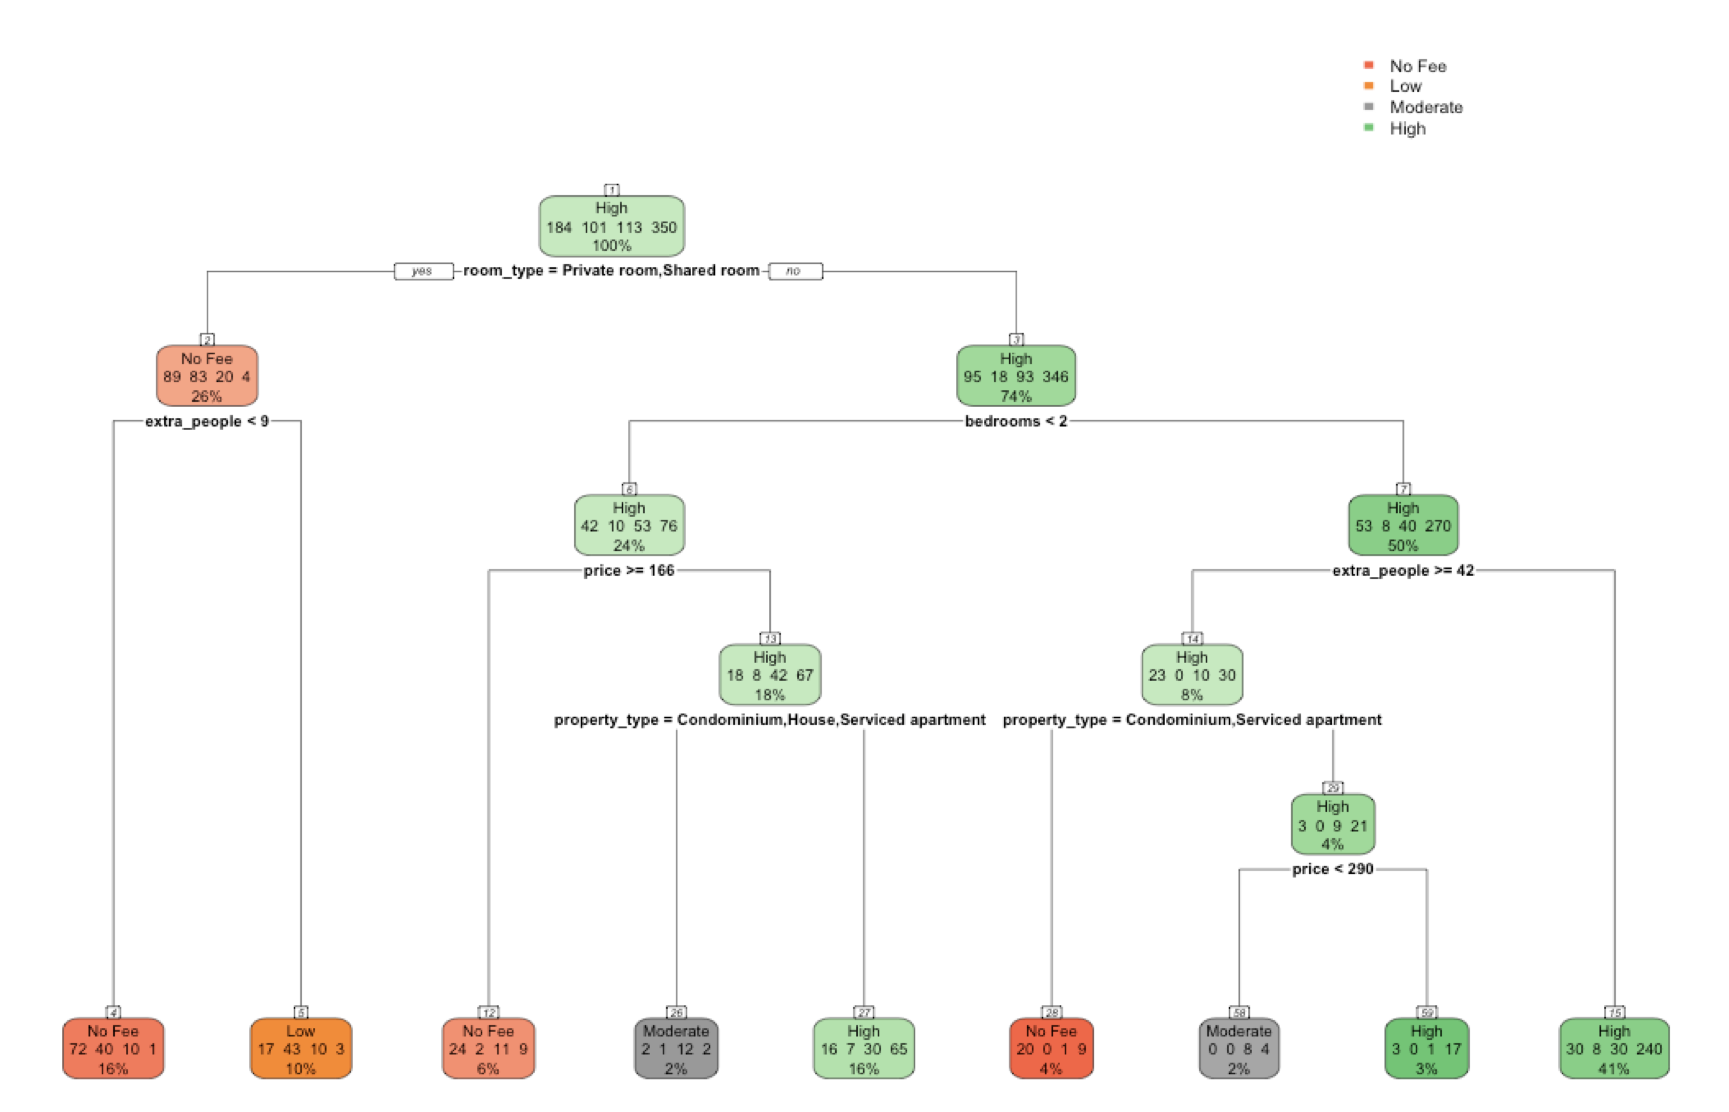 No Fee
Low
Moderate
High
1
High
184 101 113 350
100%
yes room_type = Private room,Shared room no
2
No Fee
89 83 20 4
26%
extra_people < 9
3
High
95 18 93 346
74%
bedrooms < 2
6
High
42 10 53 76
24%
price >= 166
7
High
53 8 40 270
50%
extra_people >= 42
13
High
18 8 42 67
18%
property_type = Condominium,House,Serviced apartment
14
High
23 0 10 30
8%
property_type = Condominium,Serviced apartment
29
High
3 0 9 21
4%
price < 290
4
No Fee
72 40 10 1
16%
5
Low
17 43 10 3
10%
12
No Fee
24 2 11 9
6%
26
Moderate
2 1 12 2
2%
27
High
16 7 30 65
16%
28
No Fee
20 0 1 9
4%
58
Moderate
0 0 8 4
2%
59
High
3 0 1 17
3%
15
High
30 8 30 240
41%